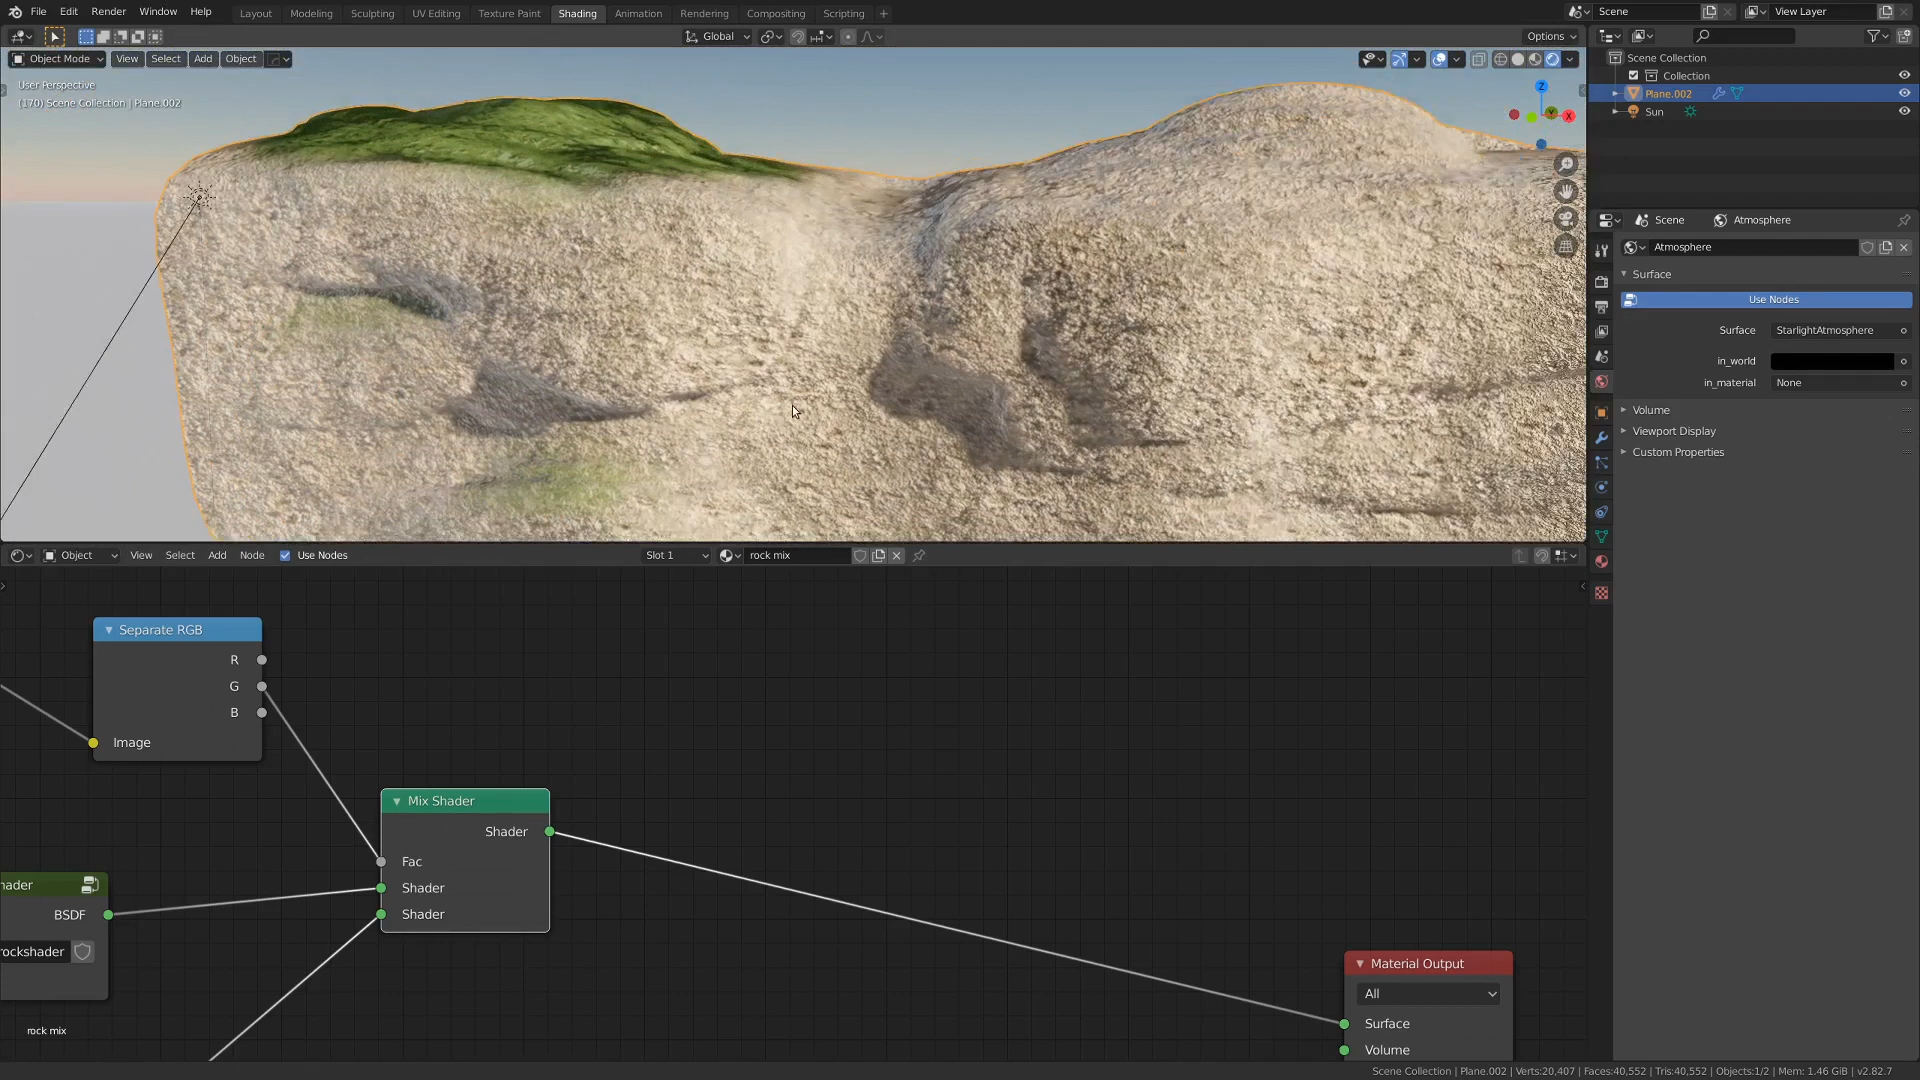 File Edit Render Window Help Layout Modeling Sculpting UV Editing Texture Paint Shading Animation Rendering Compositing Scripting + Scene View Layer
Global Options
Object Mode View Select Add Object
User Perspective
(170) Scene Collection | Plane.002
Z
X
Scene Collection
Collection
Plane.002
Sun
Scene Atmosphere
Atmosphere
Surface
Use Nodes
Surface StarlightAtmosphere
in_world
in_material None
Volume
Viewport Display
Custom Properties
Object View Select Add Node Use Nodes Slot 1 rock mix
Separate RGB
R
G
B
Image
Mix Shader
Shader
Fac
Shader
Shader
hader
BSDF
rockshader
rock mix
Material Output
All
Surface
Volume
Scene Collection | Plane.002 | Verts:20,407 | Faces:40,552 | Tris:40,552 | Objects:1/2 | Mem: 1.46 GiB | v2.82.7